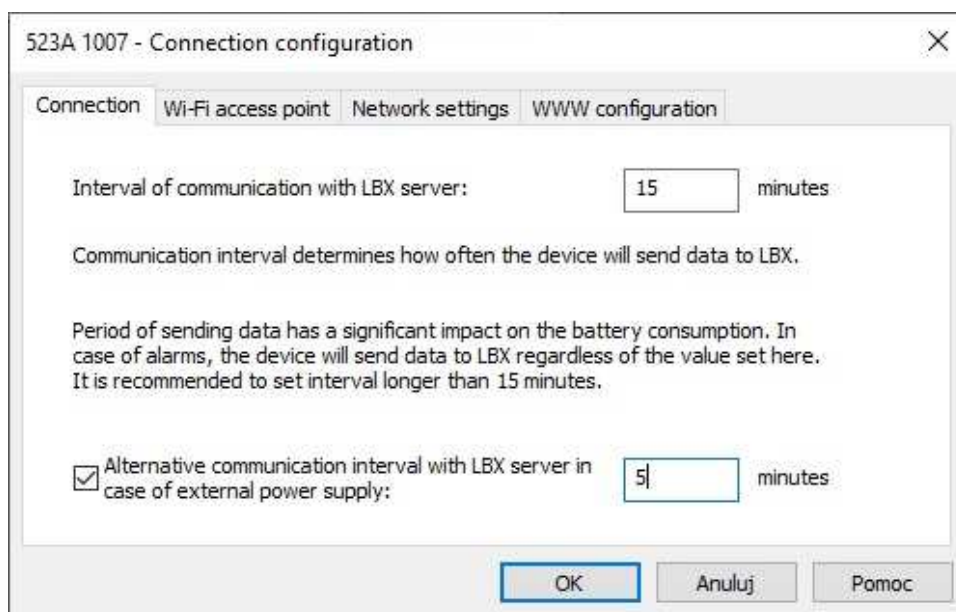 523A 1007 - Connection configuration
Connection Wi-Fi access point Network settings WWW configuration
Interval of communication with LBX server: 15 minutes
Communication interval determines how often the device will send data to LBX.
Period of sending data has a significant impact on the battery consumption. In
case of alarms, the device will send data to LBX regardless of the value set here.
It is recommended to set interval longer than 15 minutes.
Alternative communication interval with LBX server in
case of external power supply: 5 minutes
OK Anuluj Pomoc